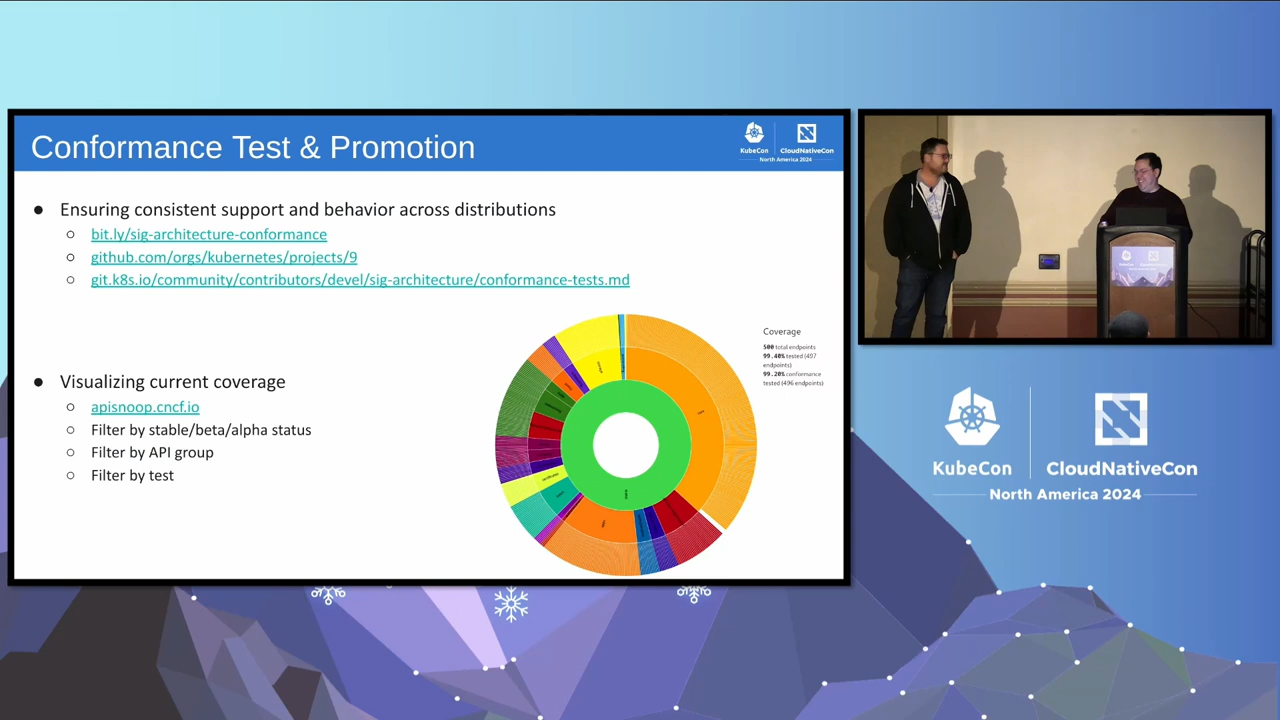 Conformance Test & Promotion
KubeCon
CloudNativeCon
North America 2024
● Ensuring consistent support and behavior across distributions
○ bit.ly/sig-architecture-conformance
○ github.com/orgs/kubernetes/projects/9
○ git.k8s.io/community/contributors/devel/sig-architecture/conformance-tests.md
● Visualizing current coverage
○ apisnoop.cncf.io
○ Filter by stable/beta/alpha status
○ Filter by API group
○ Filter by test
Coverage
500 total endpoints
99.40% tested (497
endpoints)
99.20% conformance
tested (496 endpoints)
KubeCon
CloudNativeCon
North America 2024